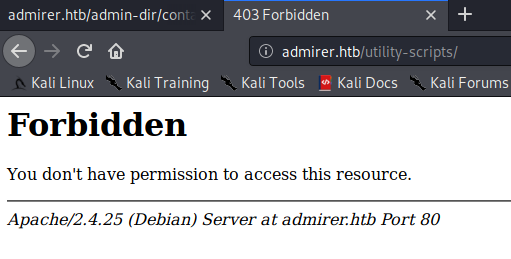 admirer.htb/admin-dir/conta
403 Forbidden
admirer.htb/utility-scripts/
Kali Linux Kali Training Kali Tools Kali Docs Kali Forums
Forbidden
You don't have permission to access this resource.
Apache/2.4.25 (Debian) Server at admirer.htb Port 80